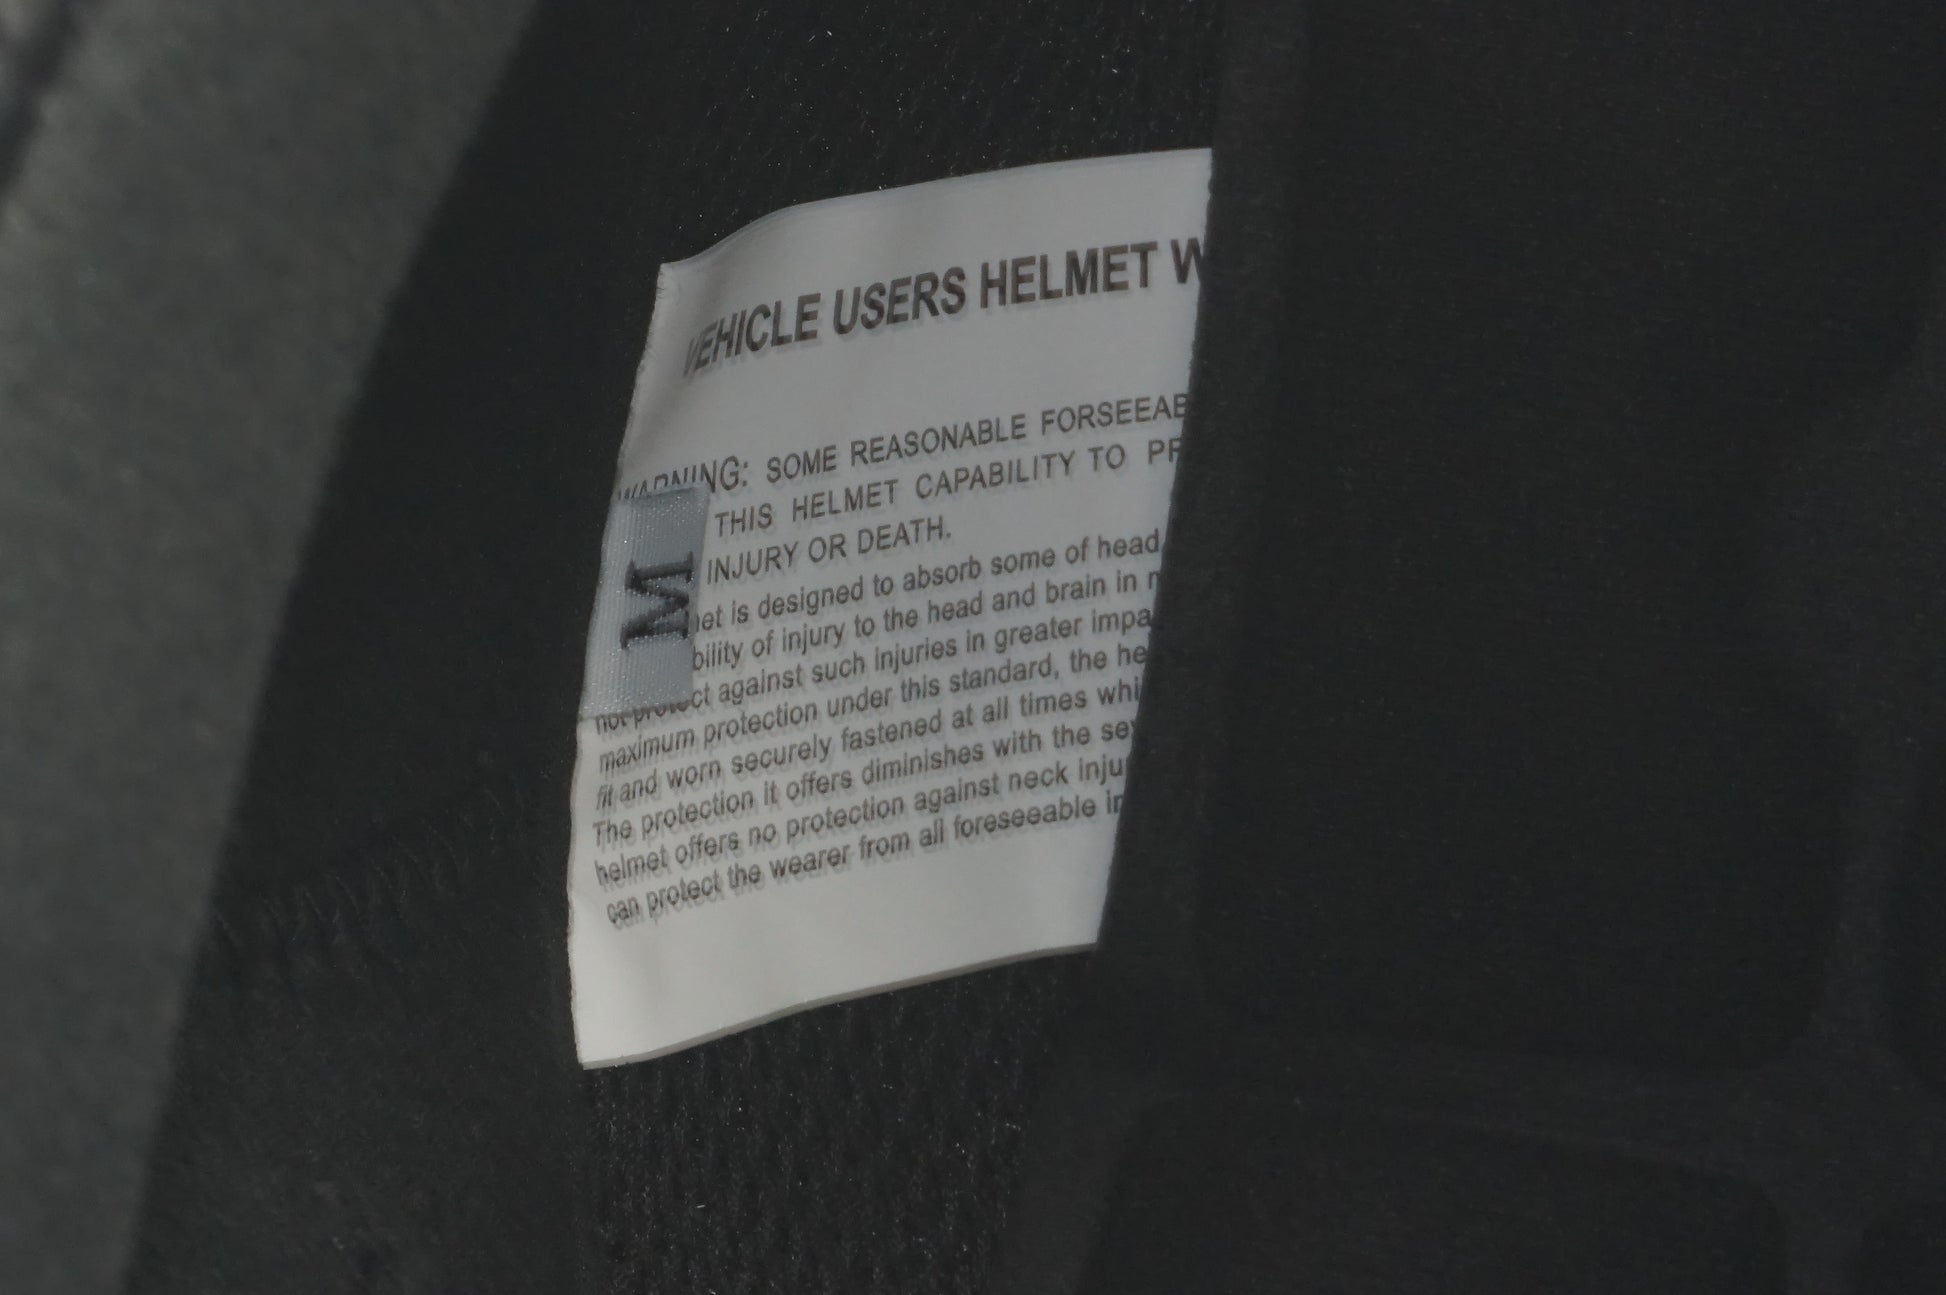 VEHICLE USERS HELMET W
WARNING: SOME REASONABLE FORSEEAB
THIS HELMET CAPABILITY TO PR
INJURY OR DEATH.
M
et is designed to absorb some of head
bility of injury to the head and brain in
not protect against such injuries in greater impa
maximum protection under this standard, the he
fit and worn securely fastened at all times whi
The protection it offers diminishes with the se
helmet offers no protection against neck inju
can protect the wearer from all foreseeable i